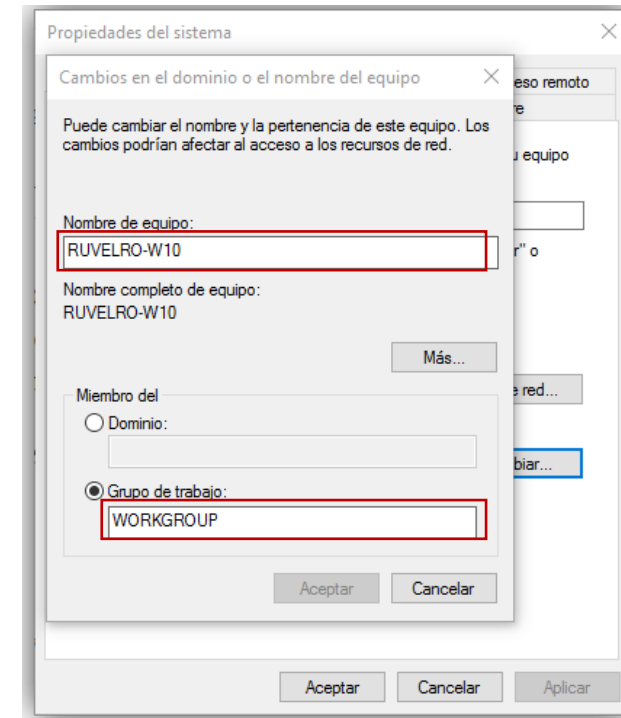 Propiedades del sistema
Cambios en el dominio o el nombre del equipo
eso remoto
re
Puede cambiar el nombre y la pertenencia de este equipo. Los
cambios podrían afectar al acceso a los recursos de red.
u equipo
Nombre de equipo:
RUVELRO-W10
r" o
Nombre completo de equipo:
RUVELRO-W10
Más...
e red...
Miembro del
Dominio:
biar...
Grupo de trabajo:
WORKGROUP
Aceptar
Cancelar
Aceptar
Cancelar
Aplicar